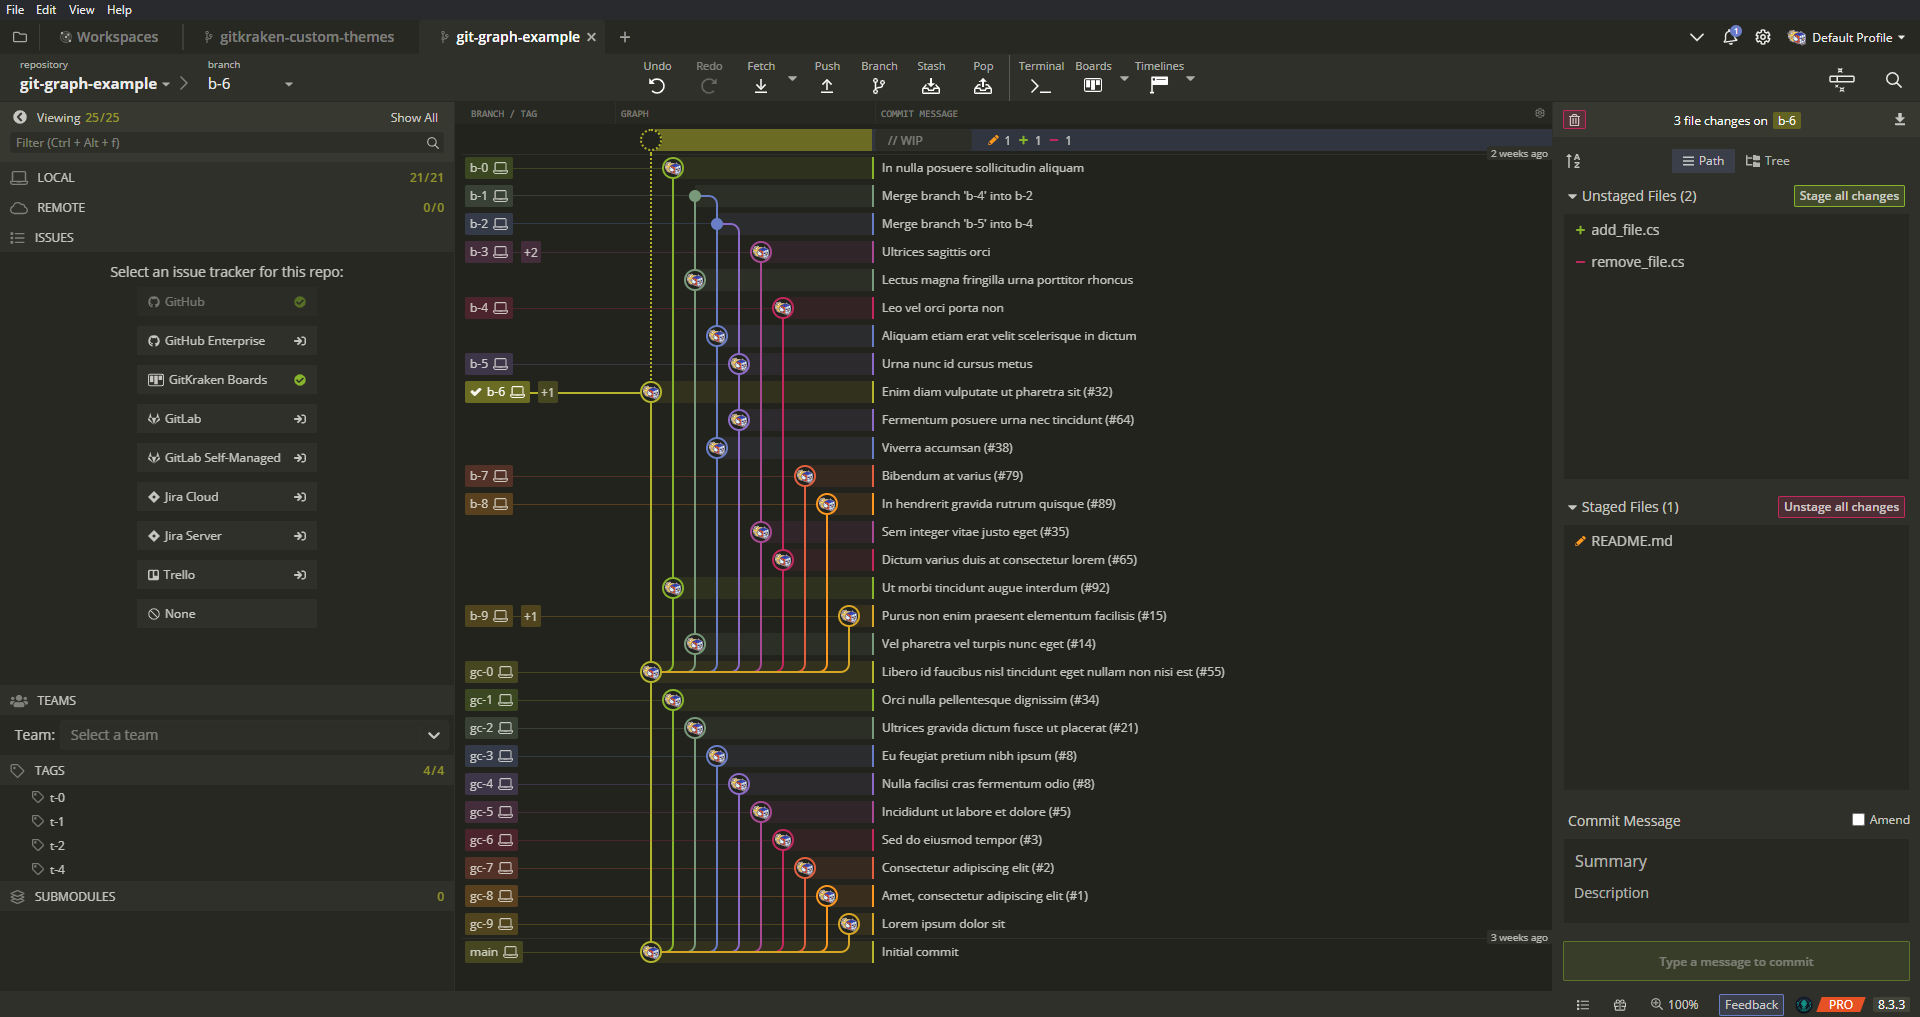 File Edit View Help
Workspaces gitkraken-custom-themes git-graph-example
1 Default Profile
repository branch
git-graph-example b-6
Undo Redo Fetch Push Branch Stash Pop Terminal Boards Timelines
Viewing 25/25 Show All
Filter (Ctrl + Alt + f)
LOCAL 21/21
REMOTE 0/0
ISSUES
Select an issue tracker for this repo:
GitHub
GitHub Enterprise
GitKraken Boards
GitLab
GitLab Self-Managed
Jira Cloud
Jira Server
Trello
None
TEAMS
Team: Select a team
TAGS 4/4
t-0
t-1
t-2
t-4
SUBMODULES 0
BRANCH / TAG GRAPH COMMIT MESSAGE
// WIP 1 + 1 − 1
2 weeks ago
b-0 In nulla posuere sollicitudin aliquam
b-1 Merge branch 'b-4' into b-2
b-2 Merge branch 'b-5' into b-4
b-3 +2 Ultrices sagittis orci
Lectus magna fringilla urna porttitor rhoncus
b-4 Leo vel orci porta non
Aliquam etiam erat velit scelerisque in dictum
b-5 Urna nunc id cursus metus
b-6 +1 Enim diam vulputate ut pharetra sit (#32)
Fermentum posuere urna nec tincidunt (#64)
Viverra accumsan (#38)
b-7 Bibendum at varius (#79)
b-8 In hendrerit gravida rutrum quisque (#89)
Sem integer vitae justo eget (#35)
Dictum varius duis at consectetur lorem (#65)
Ut morbi tincidunt augue interdum (#92)
b-9 +1 Purus non enim praesent elementum facilisis (#15)
Vel pharetra vel turpis nunc eget (#14)
gc-0 Libero id faucibus nisl tincidunt eget nullam non nisi est (#55)
gc-1 Orci nulla pellentesque dignissim (#34)
gc-2 Ultrices gravida dictum fusce ut placerat (#21)
gc-3 Eu feugiat pretium nibh ipsum (#8)
gc-4 Nulla facilisi cras fermentum odio (#8)
gc-5 Incididunt ut labore et dolore (#5)
gc-6 Sed do eiusmod tempor (#3)
gc-7 Consectetur adipiscing elit (#2)
gc-8 Amet, consectetur adipiscing elit (#1)
gc-9 Lorem ipsum dolor sit
3 weeks ago
main Initial commit
3 file changes on b-6
Path Tree
Unstaged Files (2) Stage all changes
+ add_file.cs
− remove_file.cs
Staged Files (1) Unstage all changes
README.md
Commit Message Amend
Summary
Description
Type a message to commit
100% Feedback PRO 8.3.3